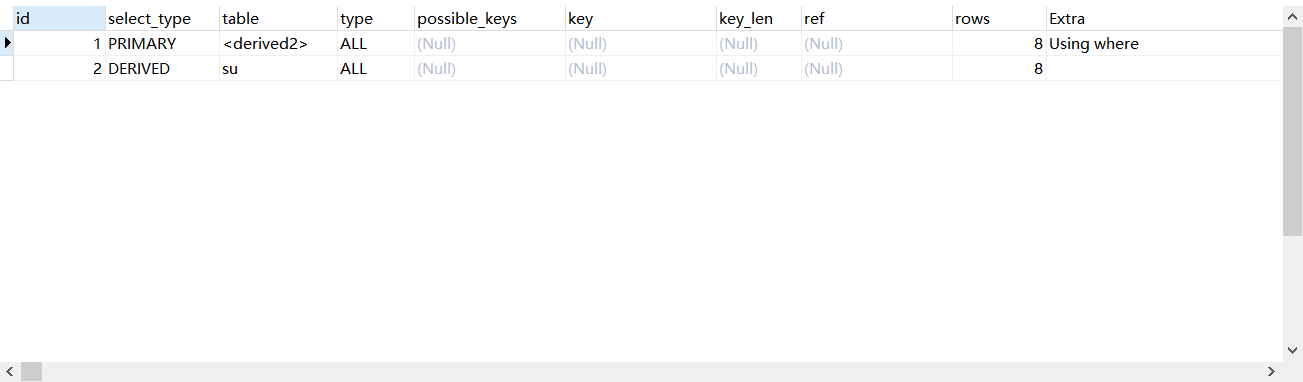 id select_type table type possible_keys key key_len ref rows Extra
1 PRIMARY <derived2> ALL (Null) (Null) (Null) (Null) 8 Using where
2 DERIVED su ALL (Null) (Null) (Null) (Null) 8